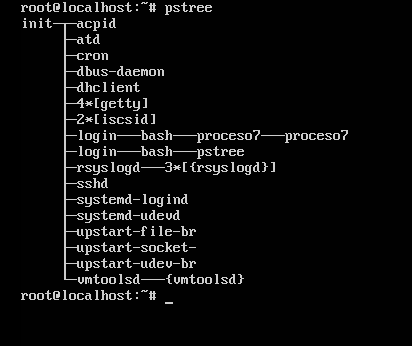 root@localhost:~# pstree
init─┬─acpid
     ├─atd
     ├─cron
     ├─dbus-daemon
     ├─dhclient
     ├─4*[getty]
     ├─2*[iscsid]
     ├─login───bash───proceso7───proceso7
     ├─login───bash───pstree
     ├─rsyslogd───3*[{rsyslogd}]
     ├─sshd
     ├─systemd-logind
     ├─systemd-udevd
     ├─upstart-file-br
     ├─upstart-socket-
     ├─upstart-udev-br
     └─vmtoolsd───{vmtoolsd}
root@localhost:~# _